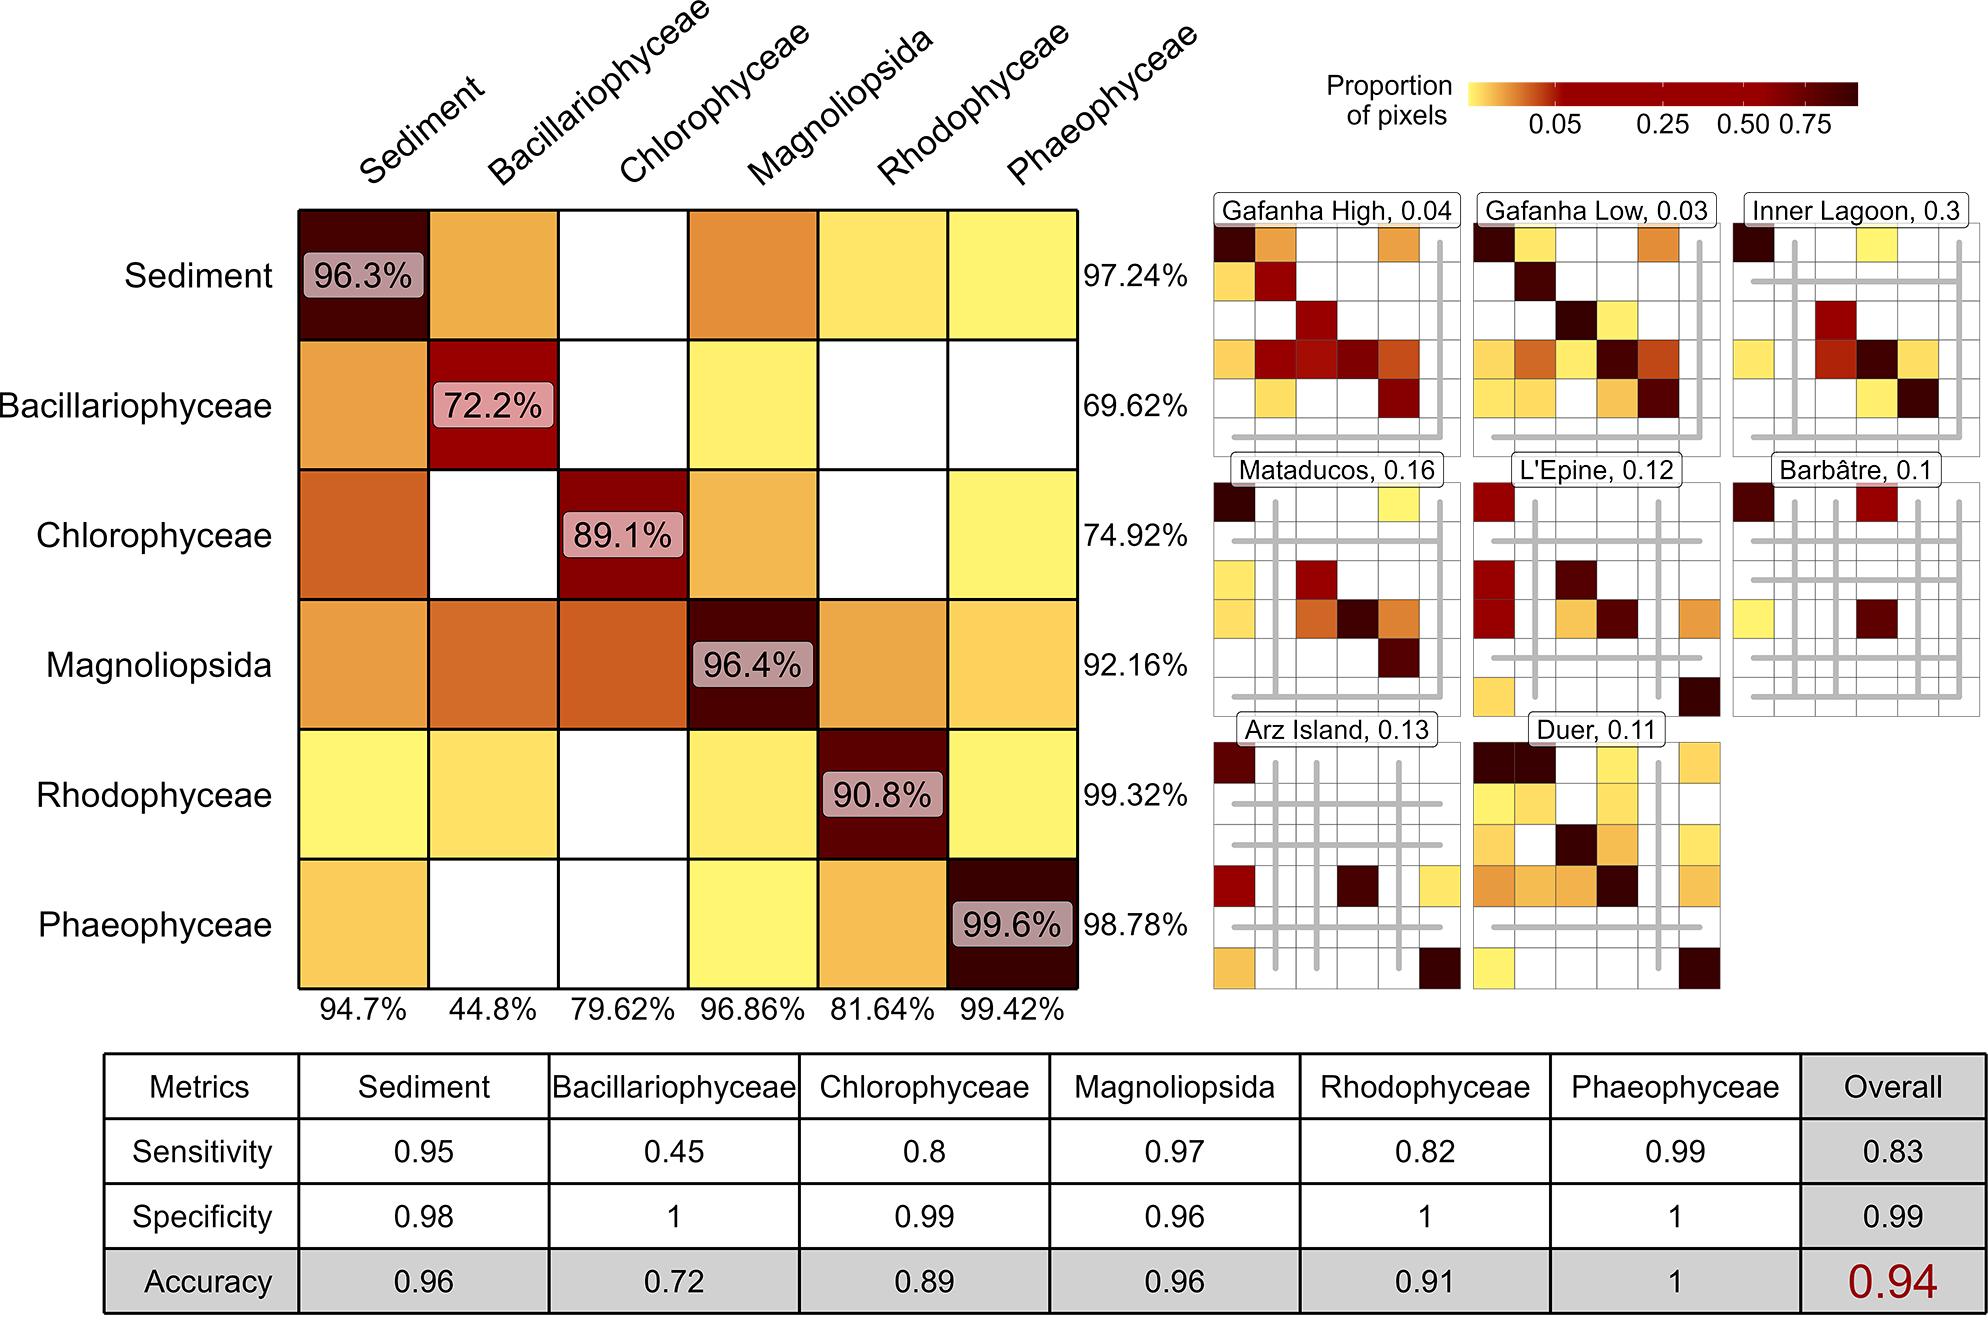 Sediment
Bacillariophyceae
Chlorophyceae
Magnoliopsida
Rhodophyceae
Phaeophyceae
Sediment 96.3% 97.24%
Bacillariophyceae 72.2% 69.62%
Chlorophyceae 89.1% 74.92%
Magnoliopsida 96.4% 92.16%
Rhodophyceae 90.8% 99.32%
Phaeophyceae 99.6% 98.78%
94.7% 44.8% 79.62% 96.86% 81.64% 99.42%
Proportion
of pixels
0.05 0.25 0.50 0.75
Gafanha High, 0.04 Gafanha Low, 0.03 Inner Lagoon, 0.3
Mataducos, 0.16 L'Epine, 0.12 Barbâtre, 0.1
Arz Island, 0.13 Duer, 0.11
Metrics Sediment Bacillariophyceae Chlorophyceae Magnoliopsida Rhodophyceae Phaeophyceae Overall
Sensitivity 0.95 0.45 0.8 0.97 0.82 0.99 0.83
Specificity 0.98 1 0.99 0.96 1 1 0.99
Accuracy 0.96 0.72 0.89 0.96 0.91 1 0.94